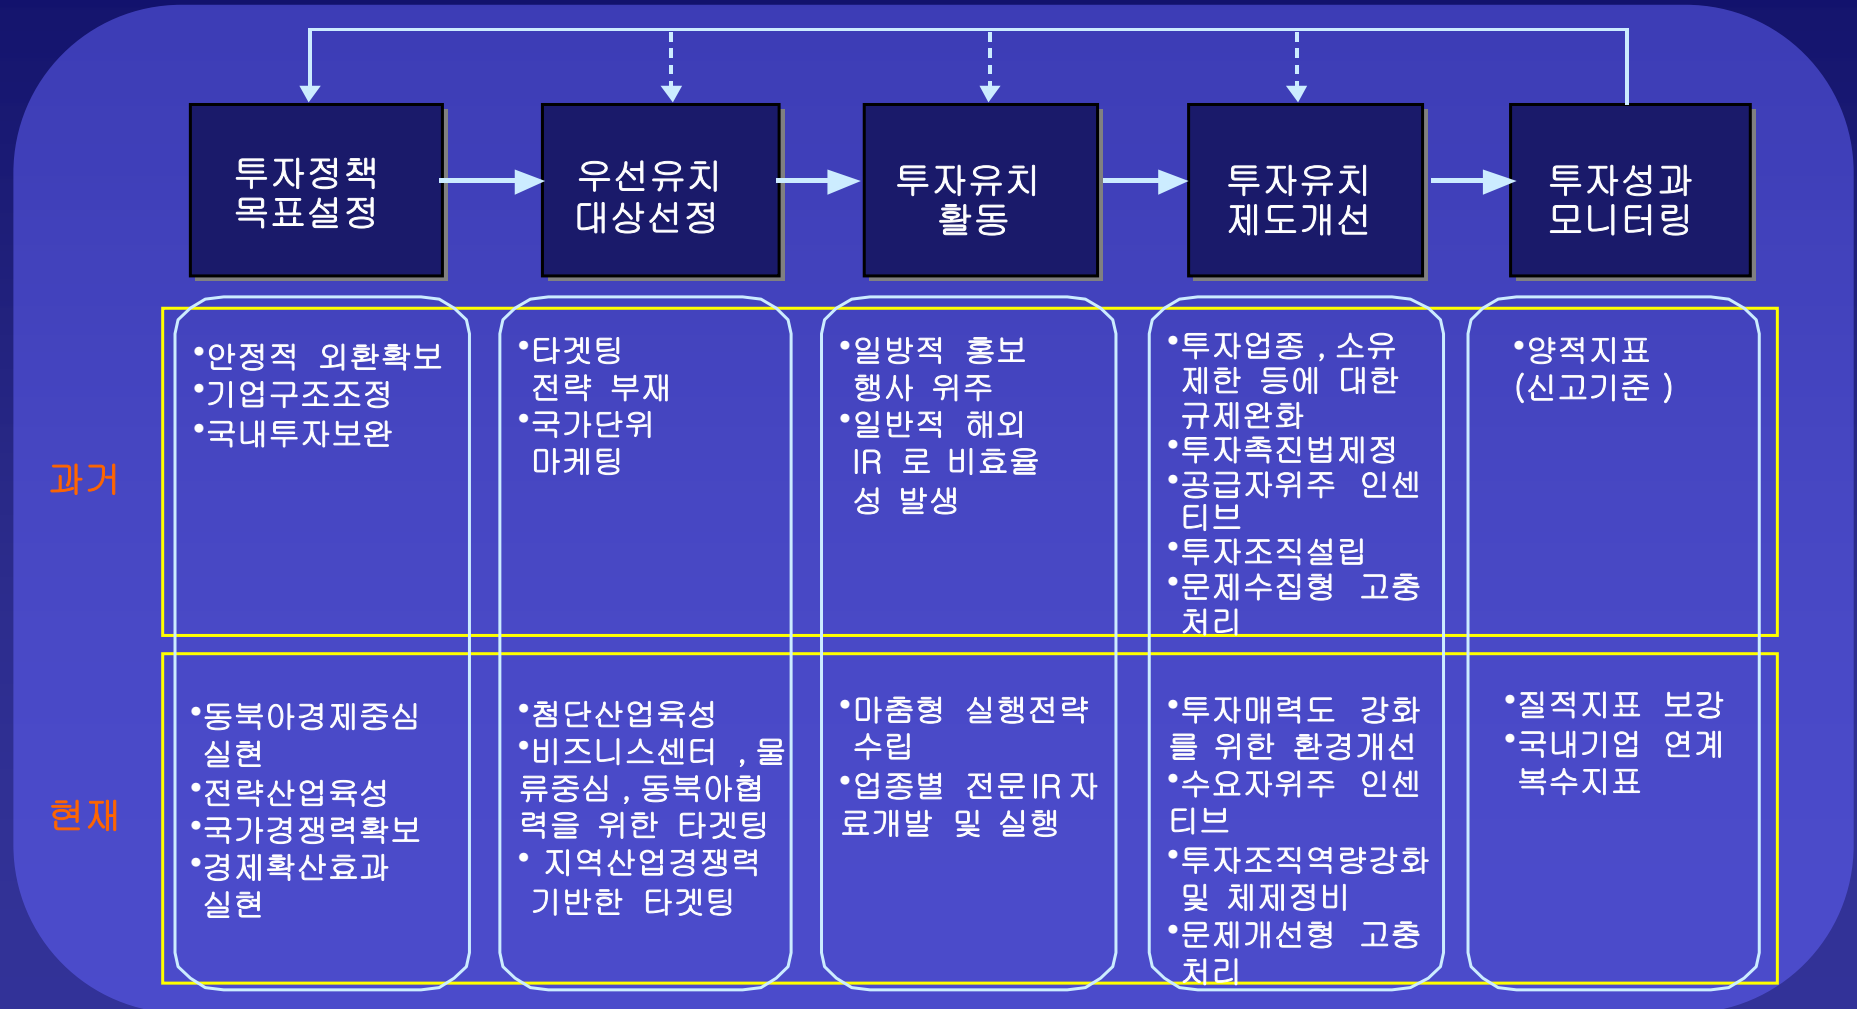 투자정책
목표설정
우선유치
대상선정
투자유치
활동
투자유치
제도개선
투자성과
모니터링
과거
•안정적 외환확보
•기업구조조정
•국내투자보완
•타겟팅
전략 부재
•국가단위
마케팅
•일방적 홍보
행사 위주
•일반적 해외
IR 로 비효율
성 발생
•투자업종 , 소유
제한 등에 대한
규제완화
•투자촉진법제정
•공급자위주 인센
티브
•투자조직설립
•문제수집형 고충
처리
•양적지표
(신고기준 )
현재
•동북아경제중심
실현
•전략산업육성
•국가경쟁력확보
•경제확산효과
실현
•첨단산업육성
•비즈니스센터 , 물
류중심 , 동북아협
력을 위한 타겟팅
• 지역산업경쟁력
기반한 타겟팅
•마춤형 실행전략
수립
•업종별 전문 IR 자
료개발 및 실행
•투자매력도 강화
를 위한 환경개선
•수요자위주 인센
티브
•투자조직역량강화
및 체제정비
•문제개선형 고충
처리
•질적지표 보강
•국내기업 연계
복수지표